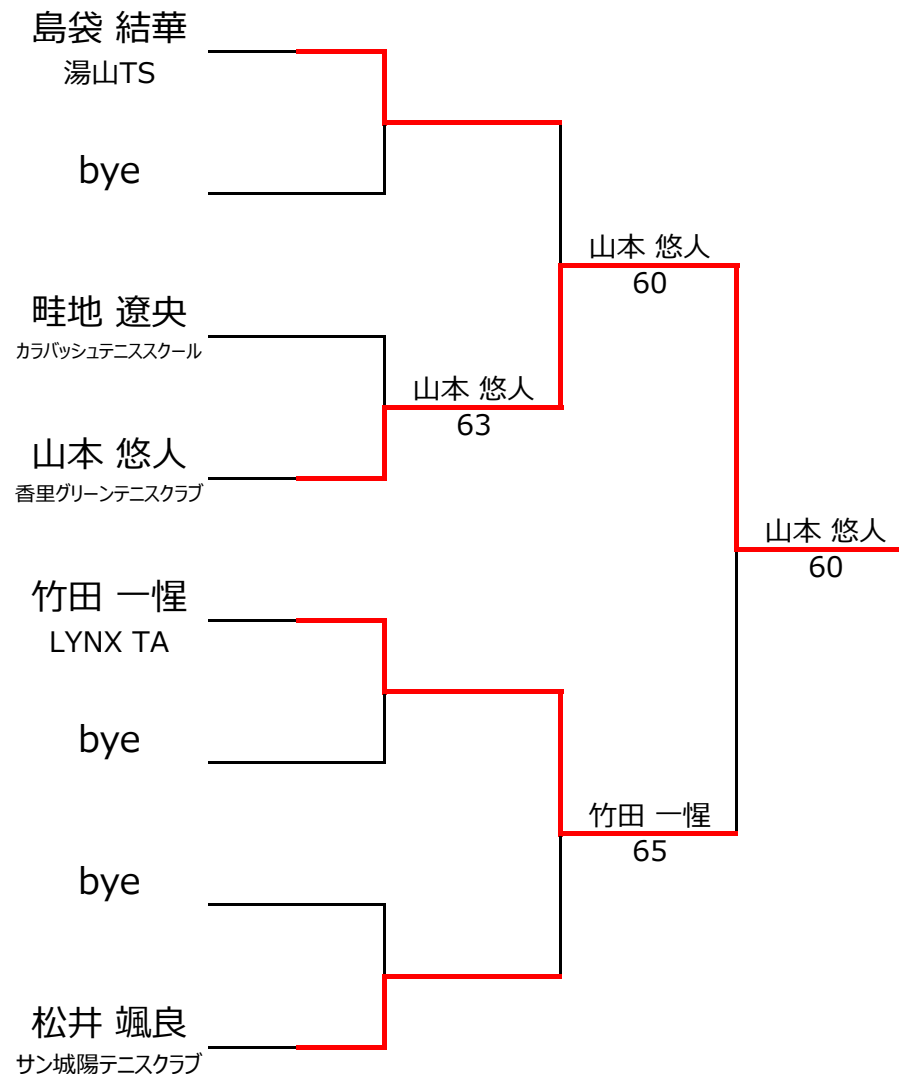 島袋 結華
湯山TS
bye
山本 悠人
60
畦地 遼央
カラバッシュテニススクール
山本 悠人
63
山本 悠人
香里グリーンテニスクラブ
山本 悠人
60
竹田 一惺
LYNX TA
bye
竹田 一惺
65
bye
松井 颯良
サン城陽テニスクラブ